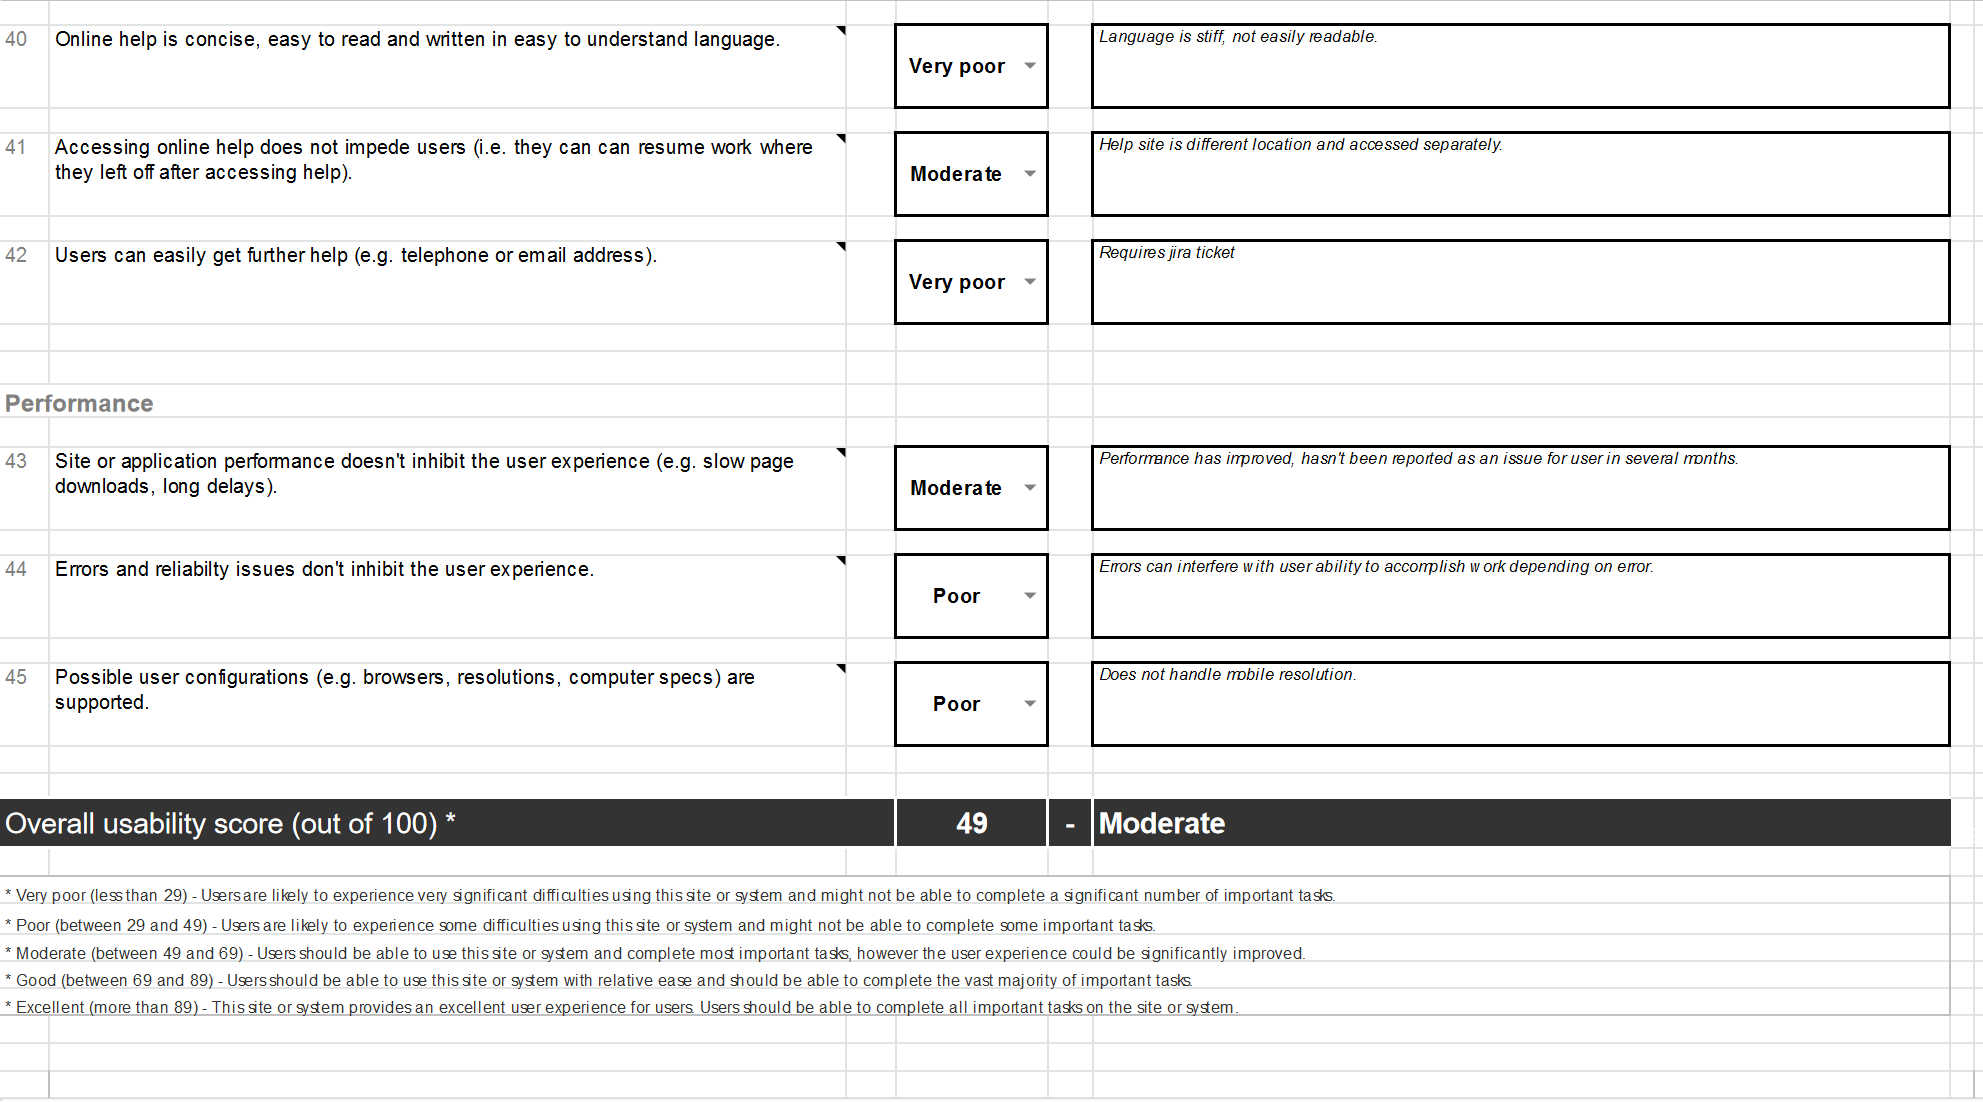 40 Online help is concise, easy to read and written in easy to understand language. Very poor Language is stiff, not easily readable.
41 Accessing online help does not impede users (i.e. they can can resume work where they left off after accessing help). Moderate Help site is different location and accessed separately.
42 Users can easily get further help (e.g. telephone or email address). Very poor Requires jira ticket
Performance
43 Site or application performance doesn't inhibit the user experience (e.g. slow page downloads, long delays). Moderate Performance has improved, hasn't been reported as an issue for user in several months.
44 Errors and reliabilty issues don't inhibit the user experience. Poor Errors can interfere with user ability to accomplish work depending on error.
45 Possible user configurations (e.g. browsers, resolutions, computer specs) are supported. Poor Does not handle mobile resolution.
Overall usability score (out of 100) * 49 - Moderate
* Very poor (less than 29) - Users are likely to experience very significant difficulties using this site or system and might not be able to complete a significant number of important tasks.
* Poor (between 29 and 49) - Users are likely to experience some difficulties using this site or system and might not be able to complete some important tasks.
* Moderate (between 49 and 69) - Users should be able to use this site or system and complete most important tasks, however the user experience could be significantly improved.
* Good (between 69 and 89) - Users should be able to use this site or system with relative ease and should be able to complete the vast majority of important tasks.
* Excellent (more than 89) - This site or system provides an excellent user experience for users. Users should be able to complete all important tasks on the site or system.